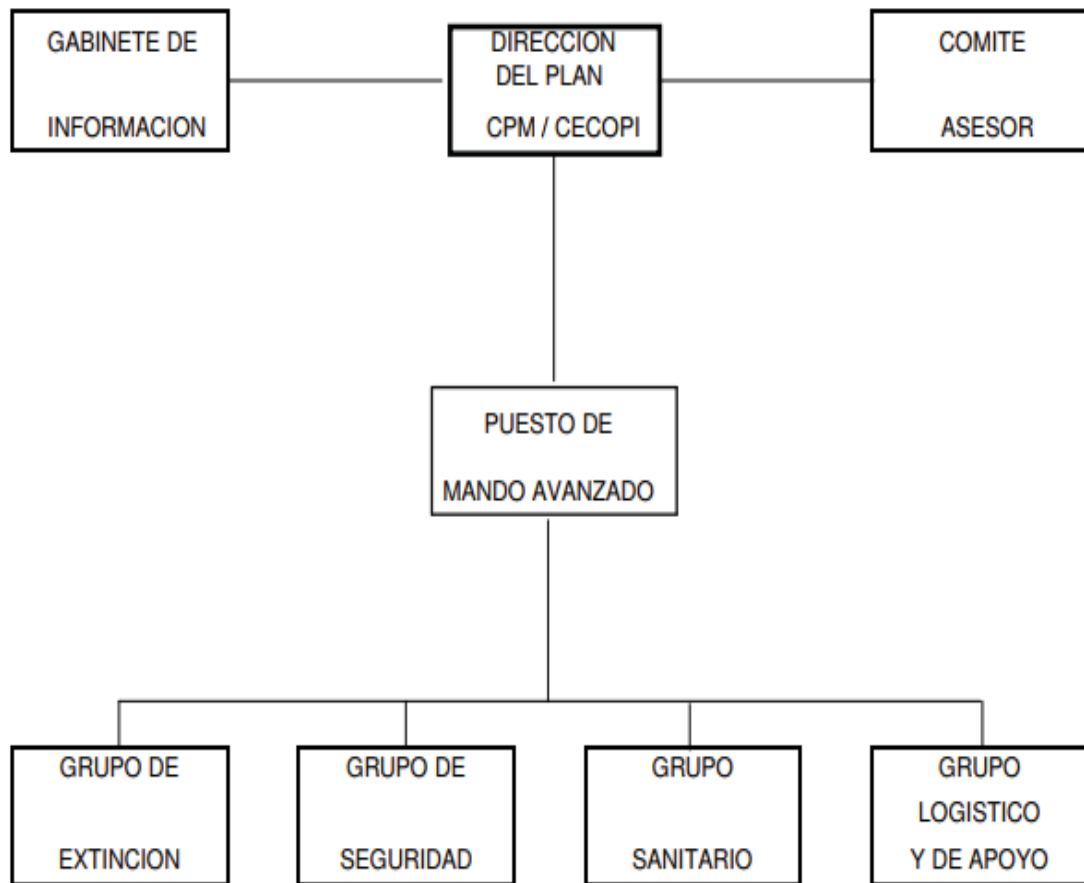 GABINETE DE
INFORMACION
DIRECCION
DEL PLAN
CPM / CECOPI
COMITE
ASESOR
PUESTO DE
MANDO AVANZADO
GRUPO DE
EXTINCION
GRUPO DE
SEGURIDAD
GRUPO
SANITARIO
GRUPO
LOGISTICO
Y DE APOYO